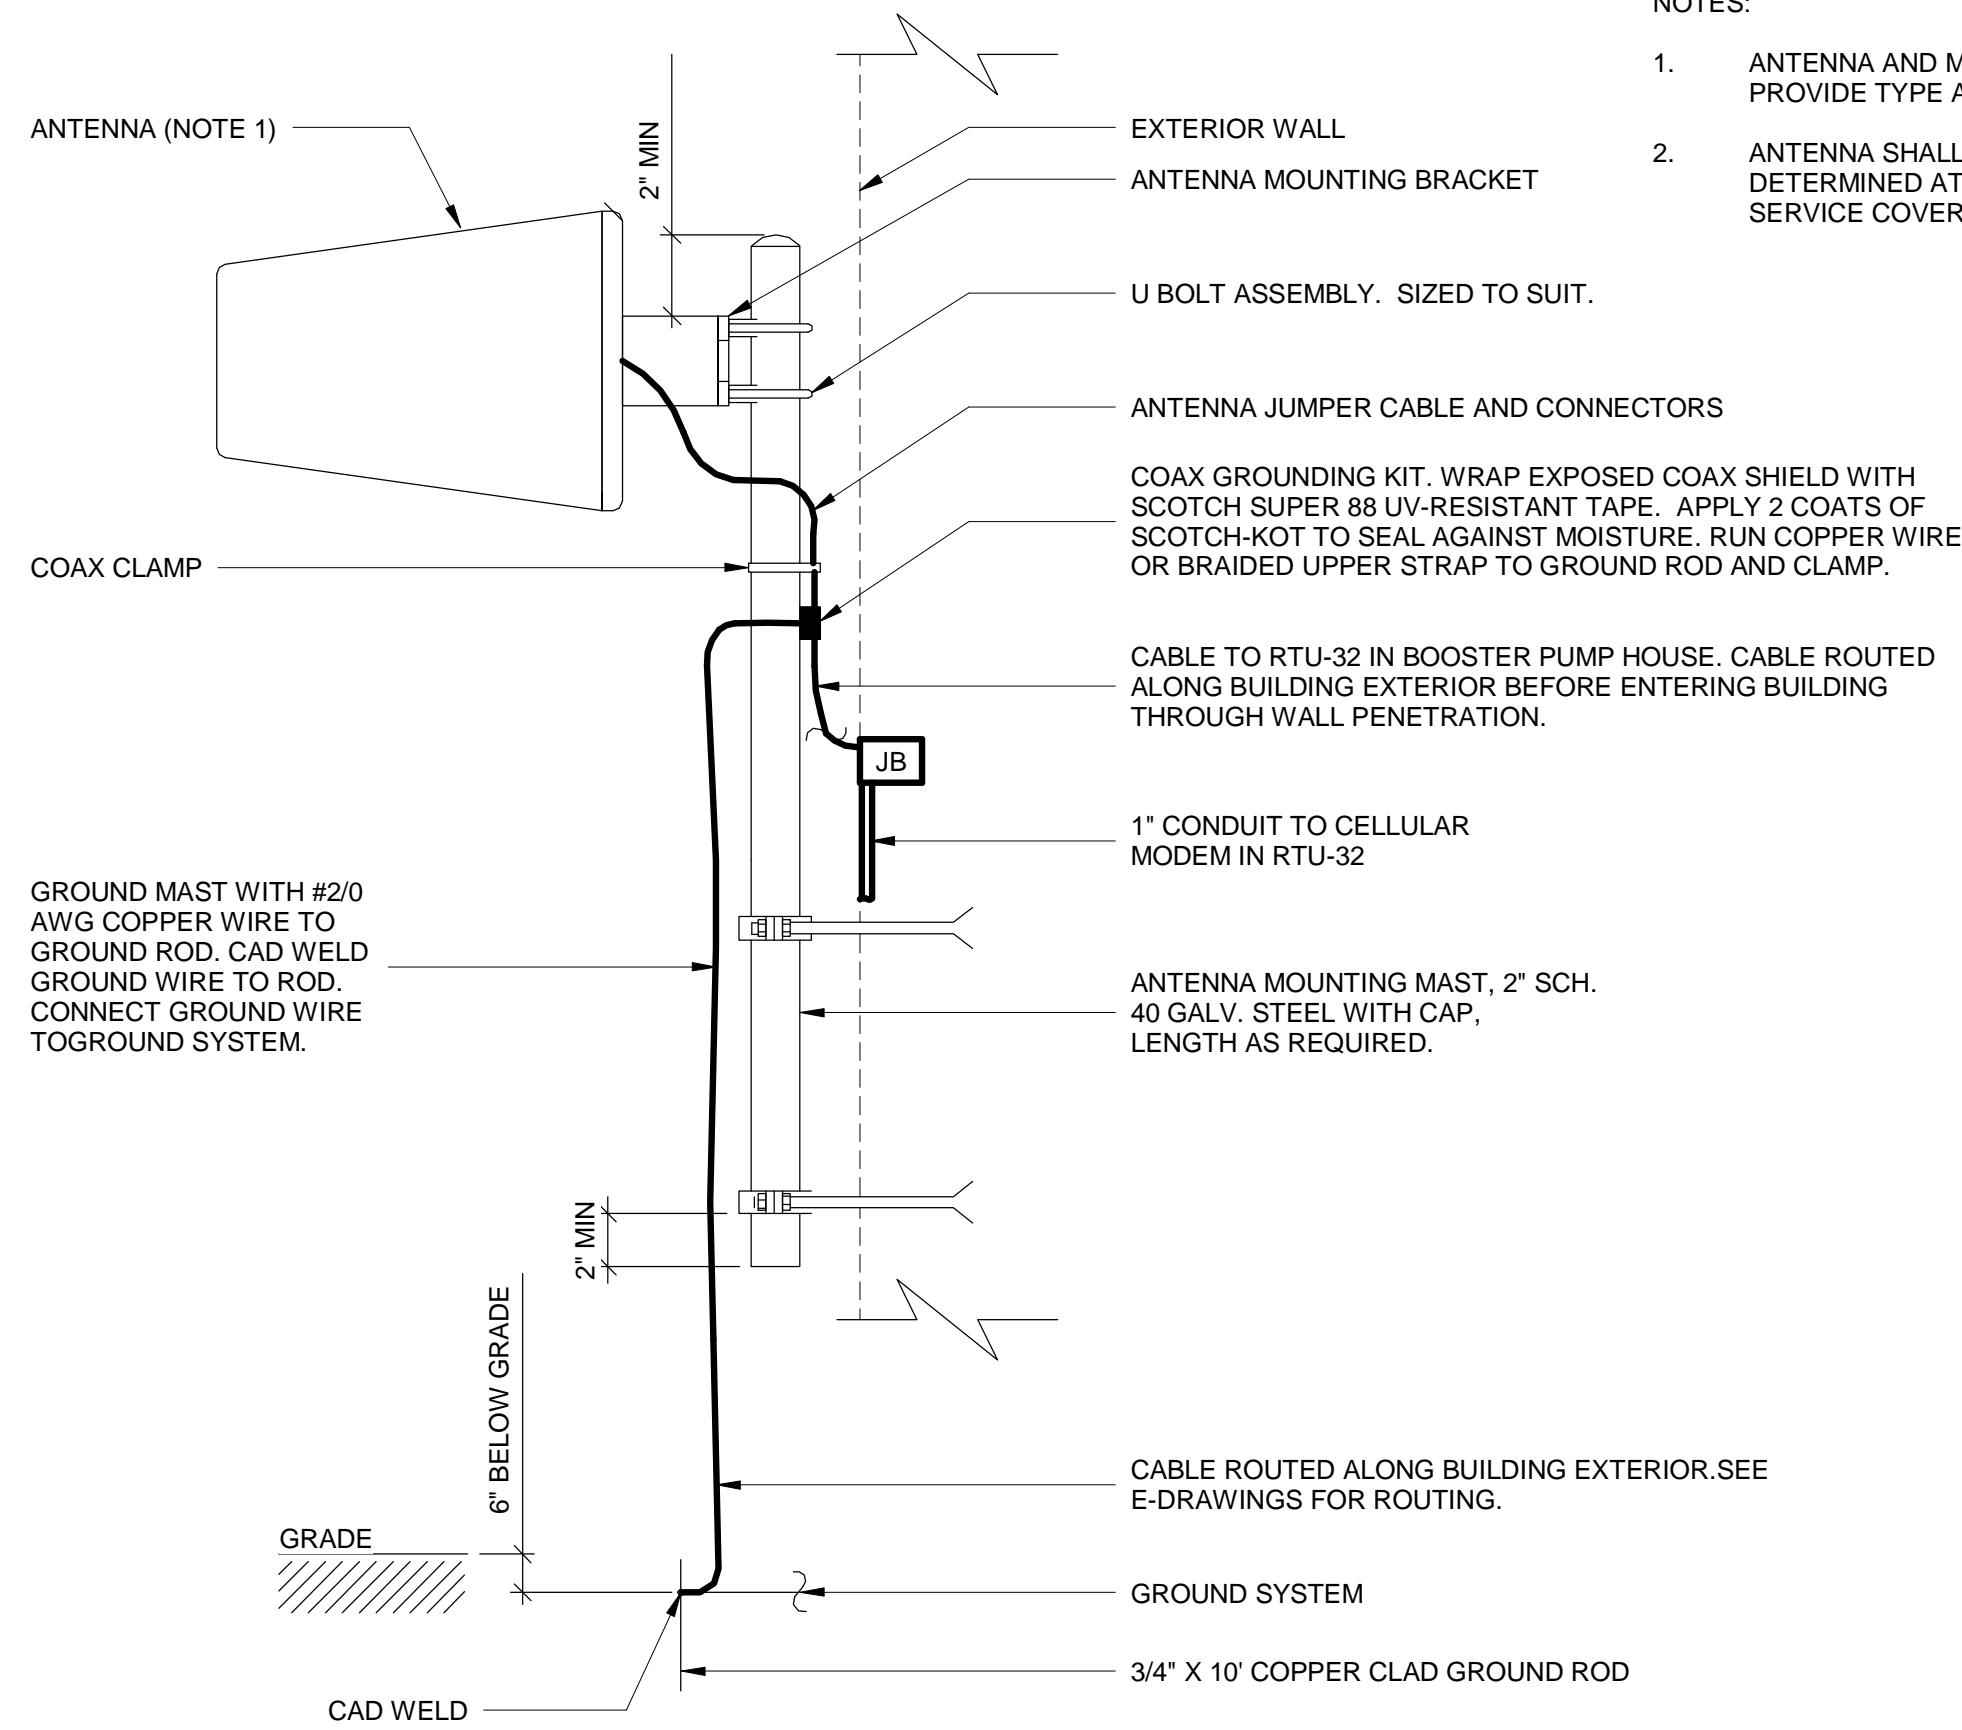 NOTES:
1. ANTENNA AND M
PROVIDE TYPE A
2. ANTENNA SHALL
DETERMINED AT
SERVICE COVER
ANTENNA (NOTE 1)
2" MIN
EXTERIOR WALL
ANTENNA MOUNTING BRACKET
U BOLT ASSEMBLY. SIZED TO SUIT.
ANTENNA JUMPER CABLE AND CONNECTORS
COAX GROUNDING KIT. WRAP EXPOSED COAX SHIELD WITH
SCOTCH SUPER 88 UV-RESISTANT TAPE. APPLY 2 COATS OF
SCOTCH-KOT TO SEAL AGAINST MOISTURE. RUN COPPER WIRE
OR BRAIDED UPPER STRAP TO GROUND ROD AND CLAMP.
COAX CLAMP
CABLE TO RTU-32 IN BOOSTER PUMP HOUSE. CABLE ROUTED
ALONG BUILDING EXTERIOR BEFORE ENTERING BUILDING
THROUGH WALL PENETRATION.
JB
1" CONDUIT TO CELLULAR
MODEM IN RTU-32
GROUND MAST WITH #2/0
AWG COPPER WIRE TO
GROUND ROD. CAD WELD
GROUND WIRE TO ROD.
CONNECT GROUND WIRE
TOGROUND SYSTEM.
ANTENNA MOUNTING MAST, 2" SCH.
40 GALV. STEEL WITH CAP,
LENGTH AS REQUIRED.
2" MIN
6" BELOW GRADE
CABLE ROUTED ALONG BUILDING EXTERIOR.SEE
E-DRAWINGS FOR ROUTING.
GRADE
GROUND SYSTEM
3/4" X 10' COPPER CLAD GROUND ROD
CAD WELD